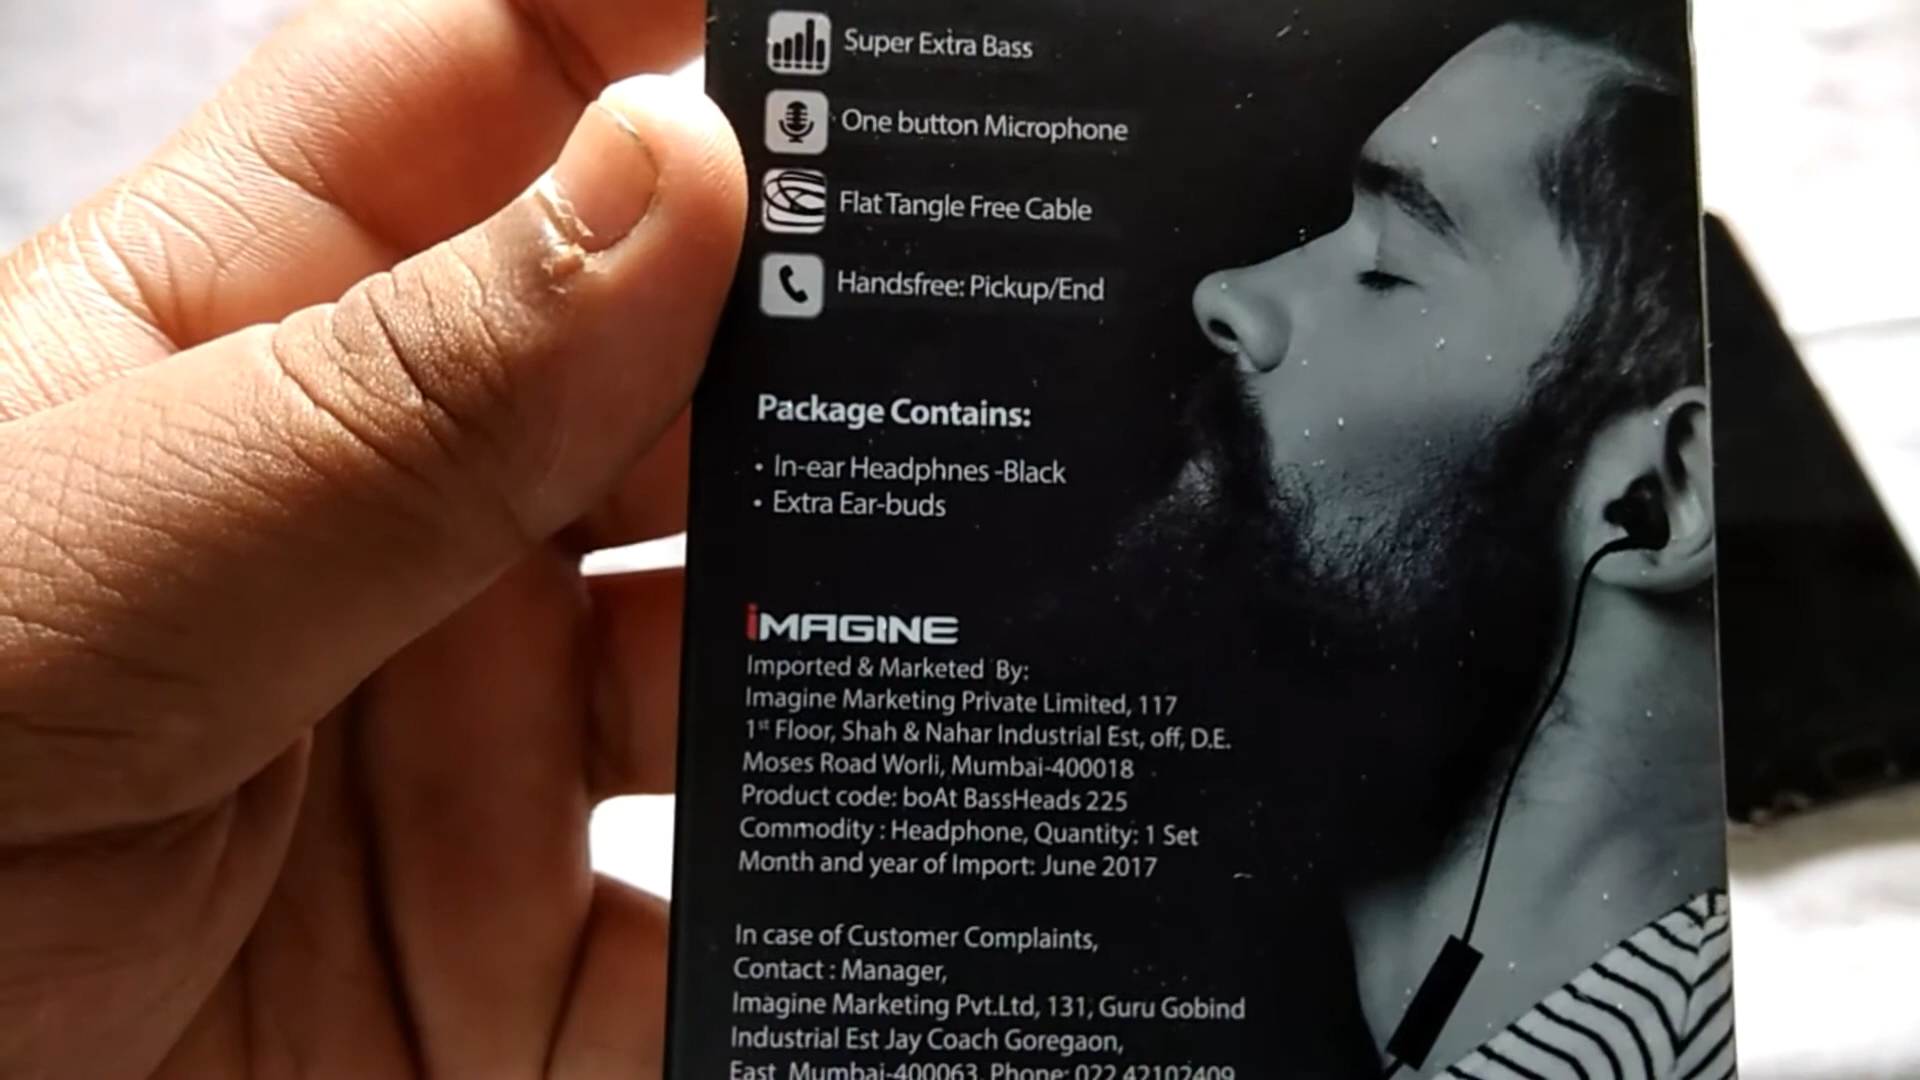 Super Extra Bass
One button Microphone
Flat Tangle Free Cable
Handsfree: Pickup/End
Package Contains:
• In-ear Headphnes -Black
• Extra Ear-buds
iMAGINE
Imported & Marketed By:
Imagine Marketing Private Limited, 117
1st Floor, Shah & Nahar Industrial Est, off, D.E.
Moses Road Worli, Mumbai-400018
Product code: boAt BassHeads 225
Commodity : Headphone, Quantity: 1 Set
Month and year of Import: June 2017
In case of Customer Complaints,
Contact : Manager,
Imagine Marketing Pvt.Ltd, 131, Guru Gobind
Industrial Est Jay Coach Goregaon,
East, Mumbai-400063, Phone: 022 42102409